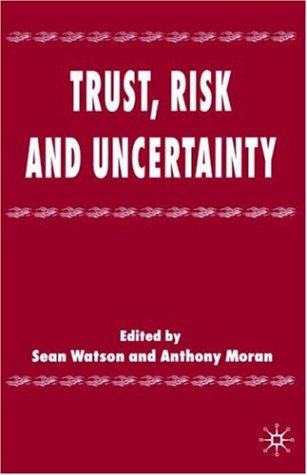 TRUST, RISK
AND UNCERTAINTY
Edited by
Sean Watson and Anthony Moran